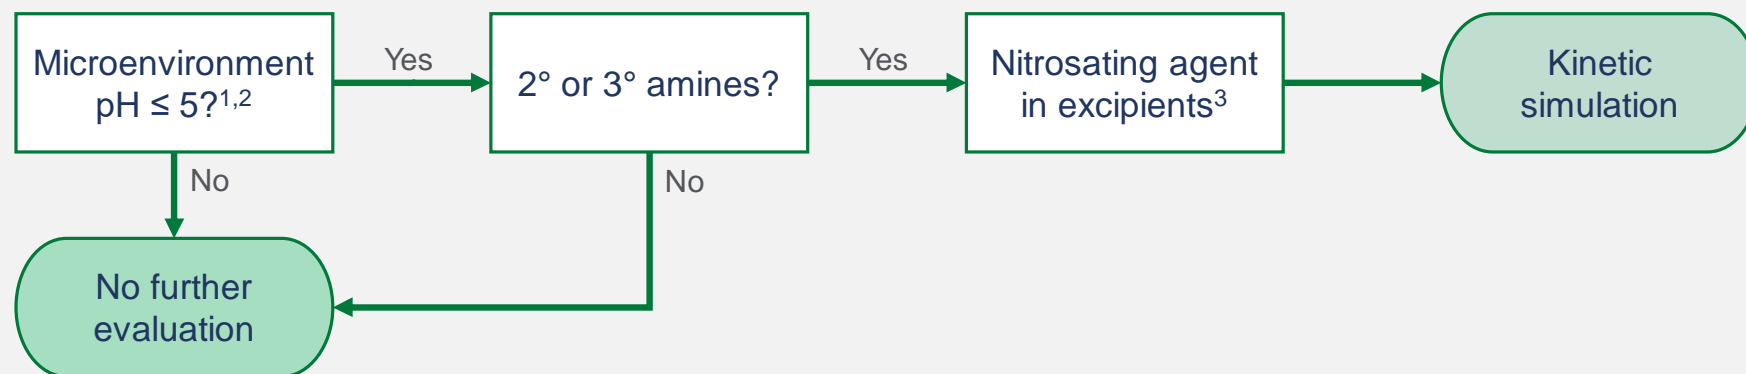 Microenvironment
pH ≤ 5?1,2
Yes
2° or 3° amines?
Yes
Nitrosating agent
in excipients3
Kinetic
simulation
No
No
No further
evaluation